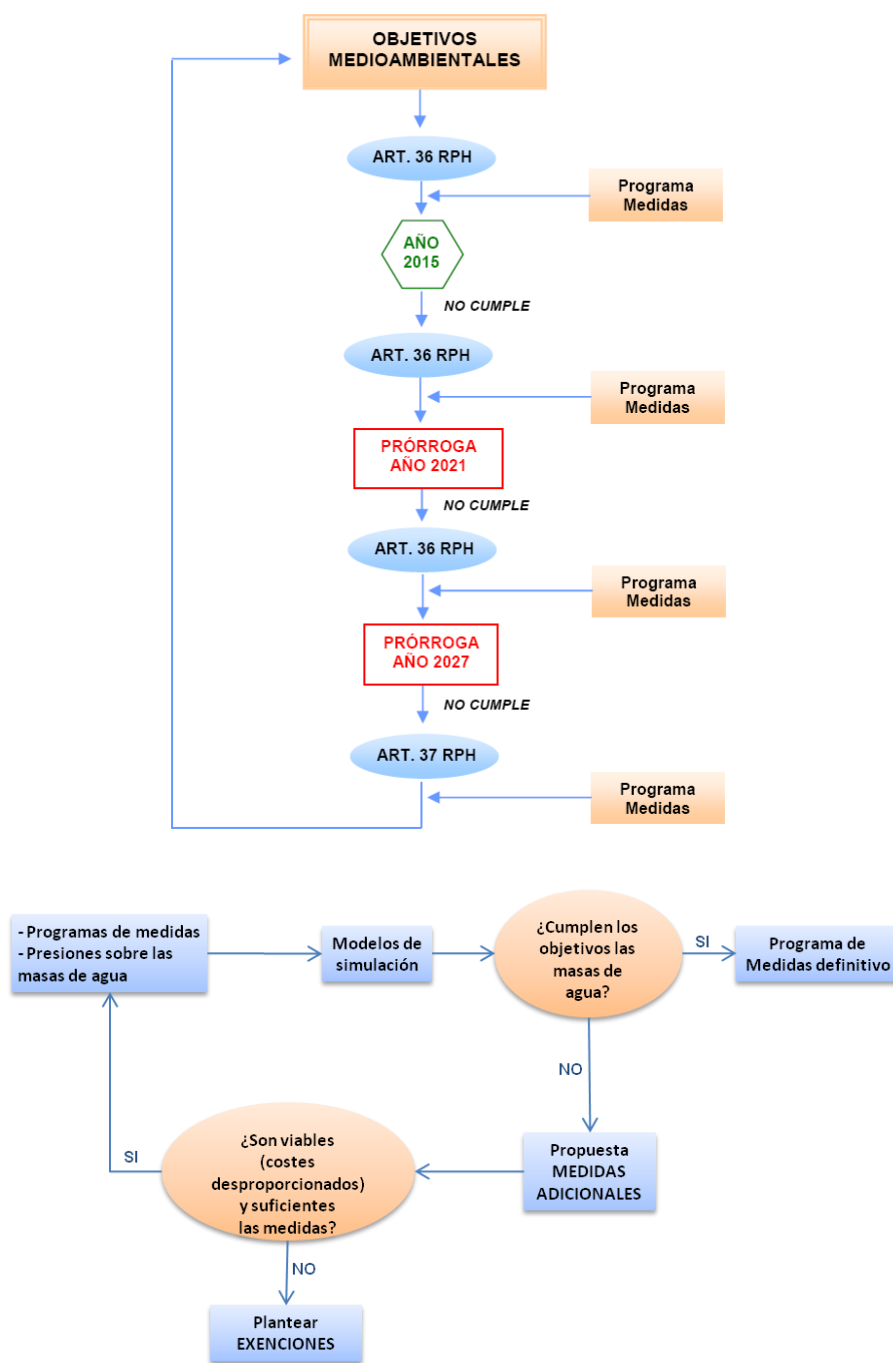 OBJETIVOS
MEDIOAMBIENTALES
ART. 36 RPH
Programa
Medidas
AÑO
2015
NO CUMPLE
ART. 36 RPH
Programa
Medidas
PRÓRROGA
AÑO 2021
NO CUMPLE
ART. 36 RPH
Programa
Medidas
PRÓRROGA
AÑO 2027
NO CUMPLE
ART. 37 RPH
Programa
Medidas
- Programas de medidas
- Presiones sobre las
masas de agua
Modelos de
simulación
¿Cumplen los
objetivos las
masas de
agua?
SI
Programa de
Medidas definitivo
NO
Propuesta
MEDIDAS
ADICIONALES
¿Son viables
(costes
desproporcionados)
y suficientes
las medidas?
SI
NO
Plantear
EXENCIONES